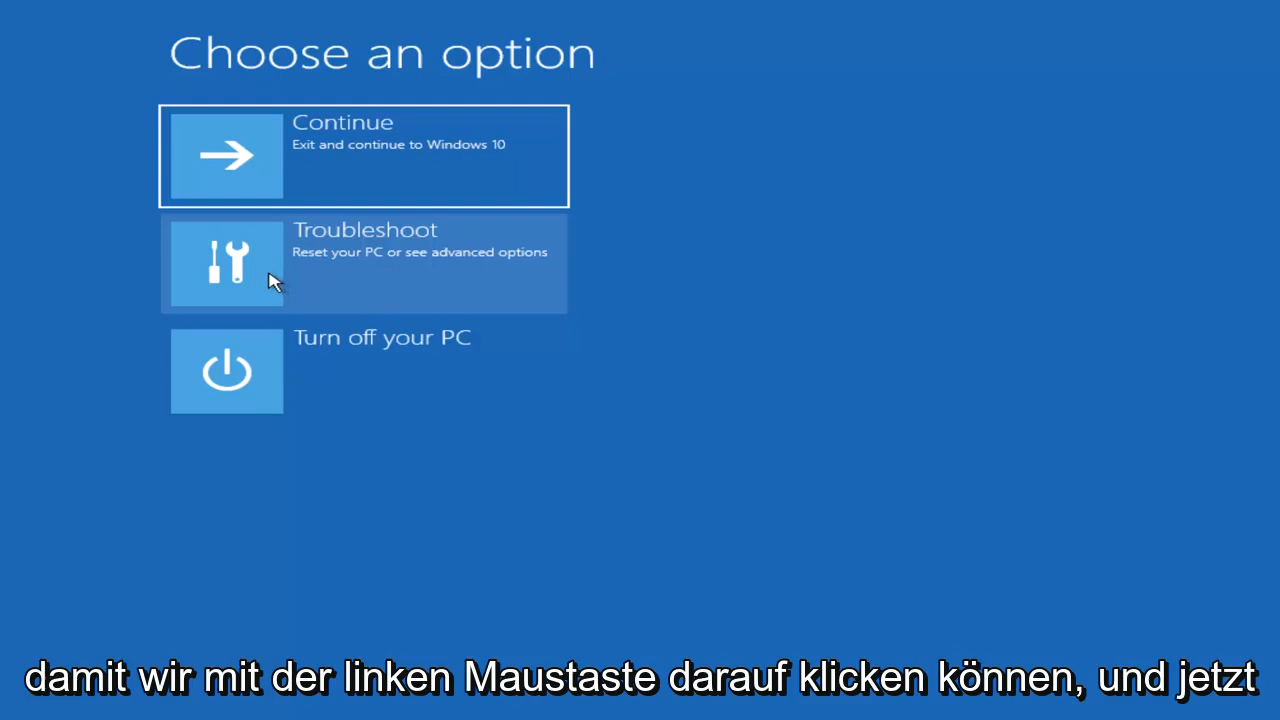 Choose an option
Continue
Exit and continue to Windows 10
Troubleshoot
Reset your PC or see advanced options
Turn off your PC
damit wir mit der linken Maustaste darauf klicken können, und jetzt